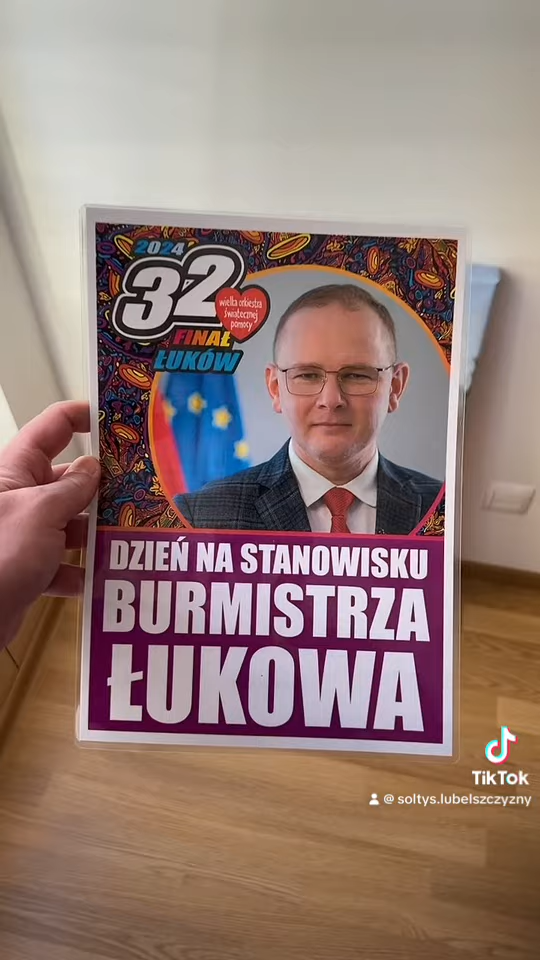 2024
32
wielka orkiestra
świątecznej
pomocy
FINAŁ
ŁUKÓW
DZIEŃ NA STANOWISKU
BURMISTRZA
ŁUKOWA
TikTok
@ soltys.lubelszczyzny